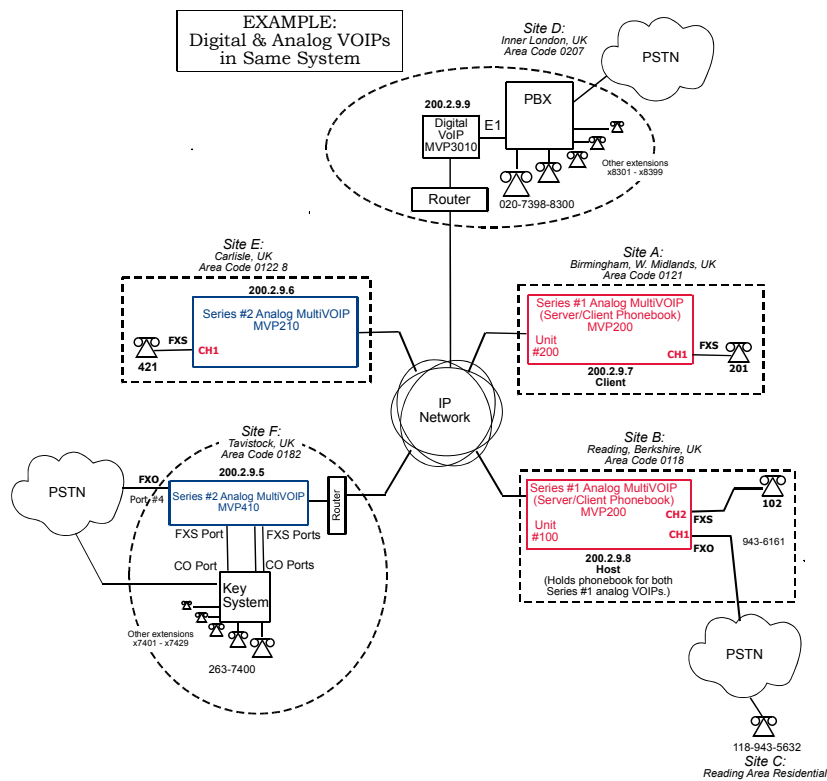 EXAMPLE:
Digital & Analog VOIPs
in Same System
Site D:
Inner London, UK
Area Code 0207
PSTN
200.2.9.9
Digital
VoIP
MVP3010
E1
PBX
Other extensions
x8301 - x8399
Router
020-7398-8300
Site E:
Carlisle, UK
Area Code 0122 8
200.2.9.6
Series #2 Analog MultiVOIP
MVP210
FXS
CH1
421
Site A:
Birmingham, W. Midlands, UK
Area Code 0121
Series #1 Analog MultiVOIP
(Server/Client Phonebook)
MVP200
Unit
#200
CH1
FXS
201
200.2.9.7
Client
IP
Network
Site F:
Tavistock, UK
Area Code 0182
200.2.9.5
PSTN
FXO
Port #4
Series #2 Analog MultiVOIP
MVP410
Router
FXS Port
FXS Ports
CO Port
CO Ports
Key
System
Other extensions
x7401 - x7429
263-7400
Site B:
Reading, Berkshire, UK
Area Code 0118
Series #1 Analog MultiVOIP
(Server/Client Phonebook)
MVP200
Unit
#100
CH2
FXS
102
CH1
FXO
943-6161
200.2.9.8
Host
(Holds phonebook for both
Series #1 analog VOIPs.)
PSTN
118-943-5632
Site C:
Reading Area Residential